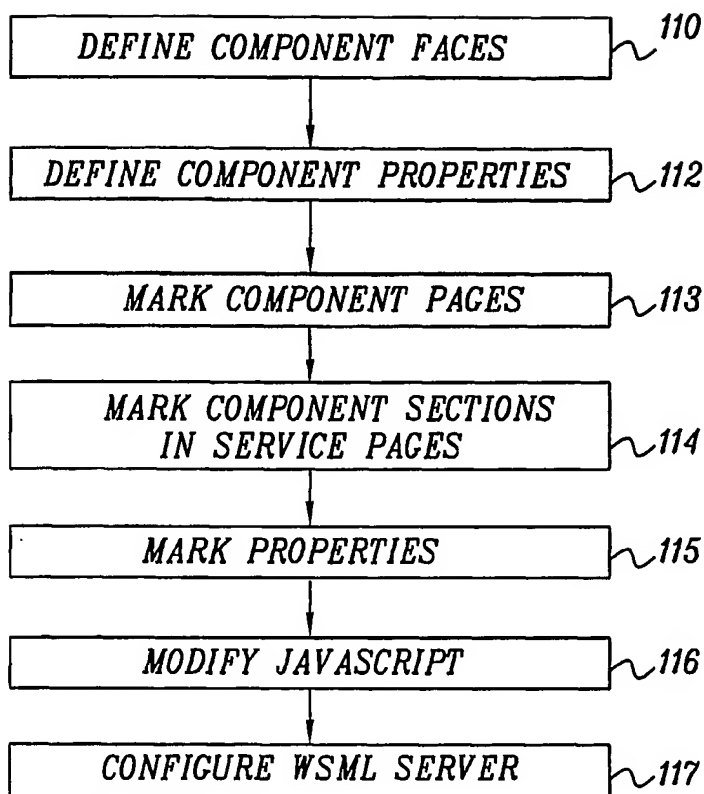 DEFINE COMPONENT FACES 110
DEFINE COMPONENT PROPERTIES 112
MARK COMPONENT PAGES 113
MARK COMPONENT SECTIONS
IN SERVICE PAGES 114
MARK PROPERTIES 115
MODIFY JAVASCRIPT 116
CONFIGURE WSML SERVER 117